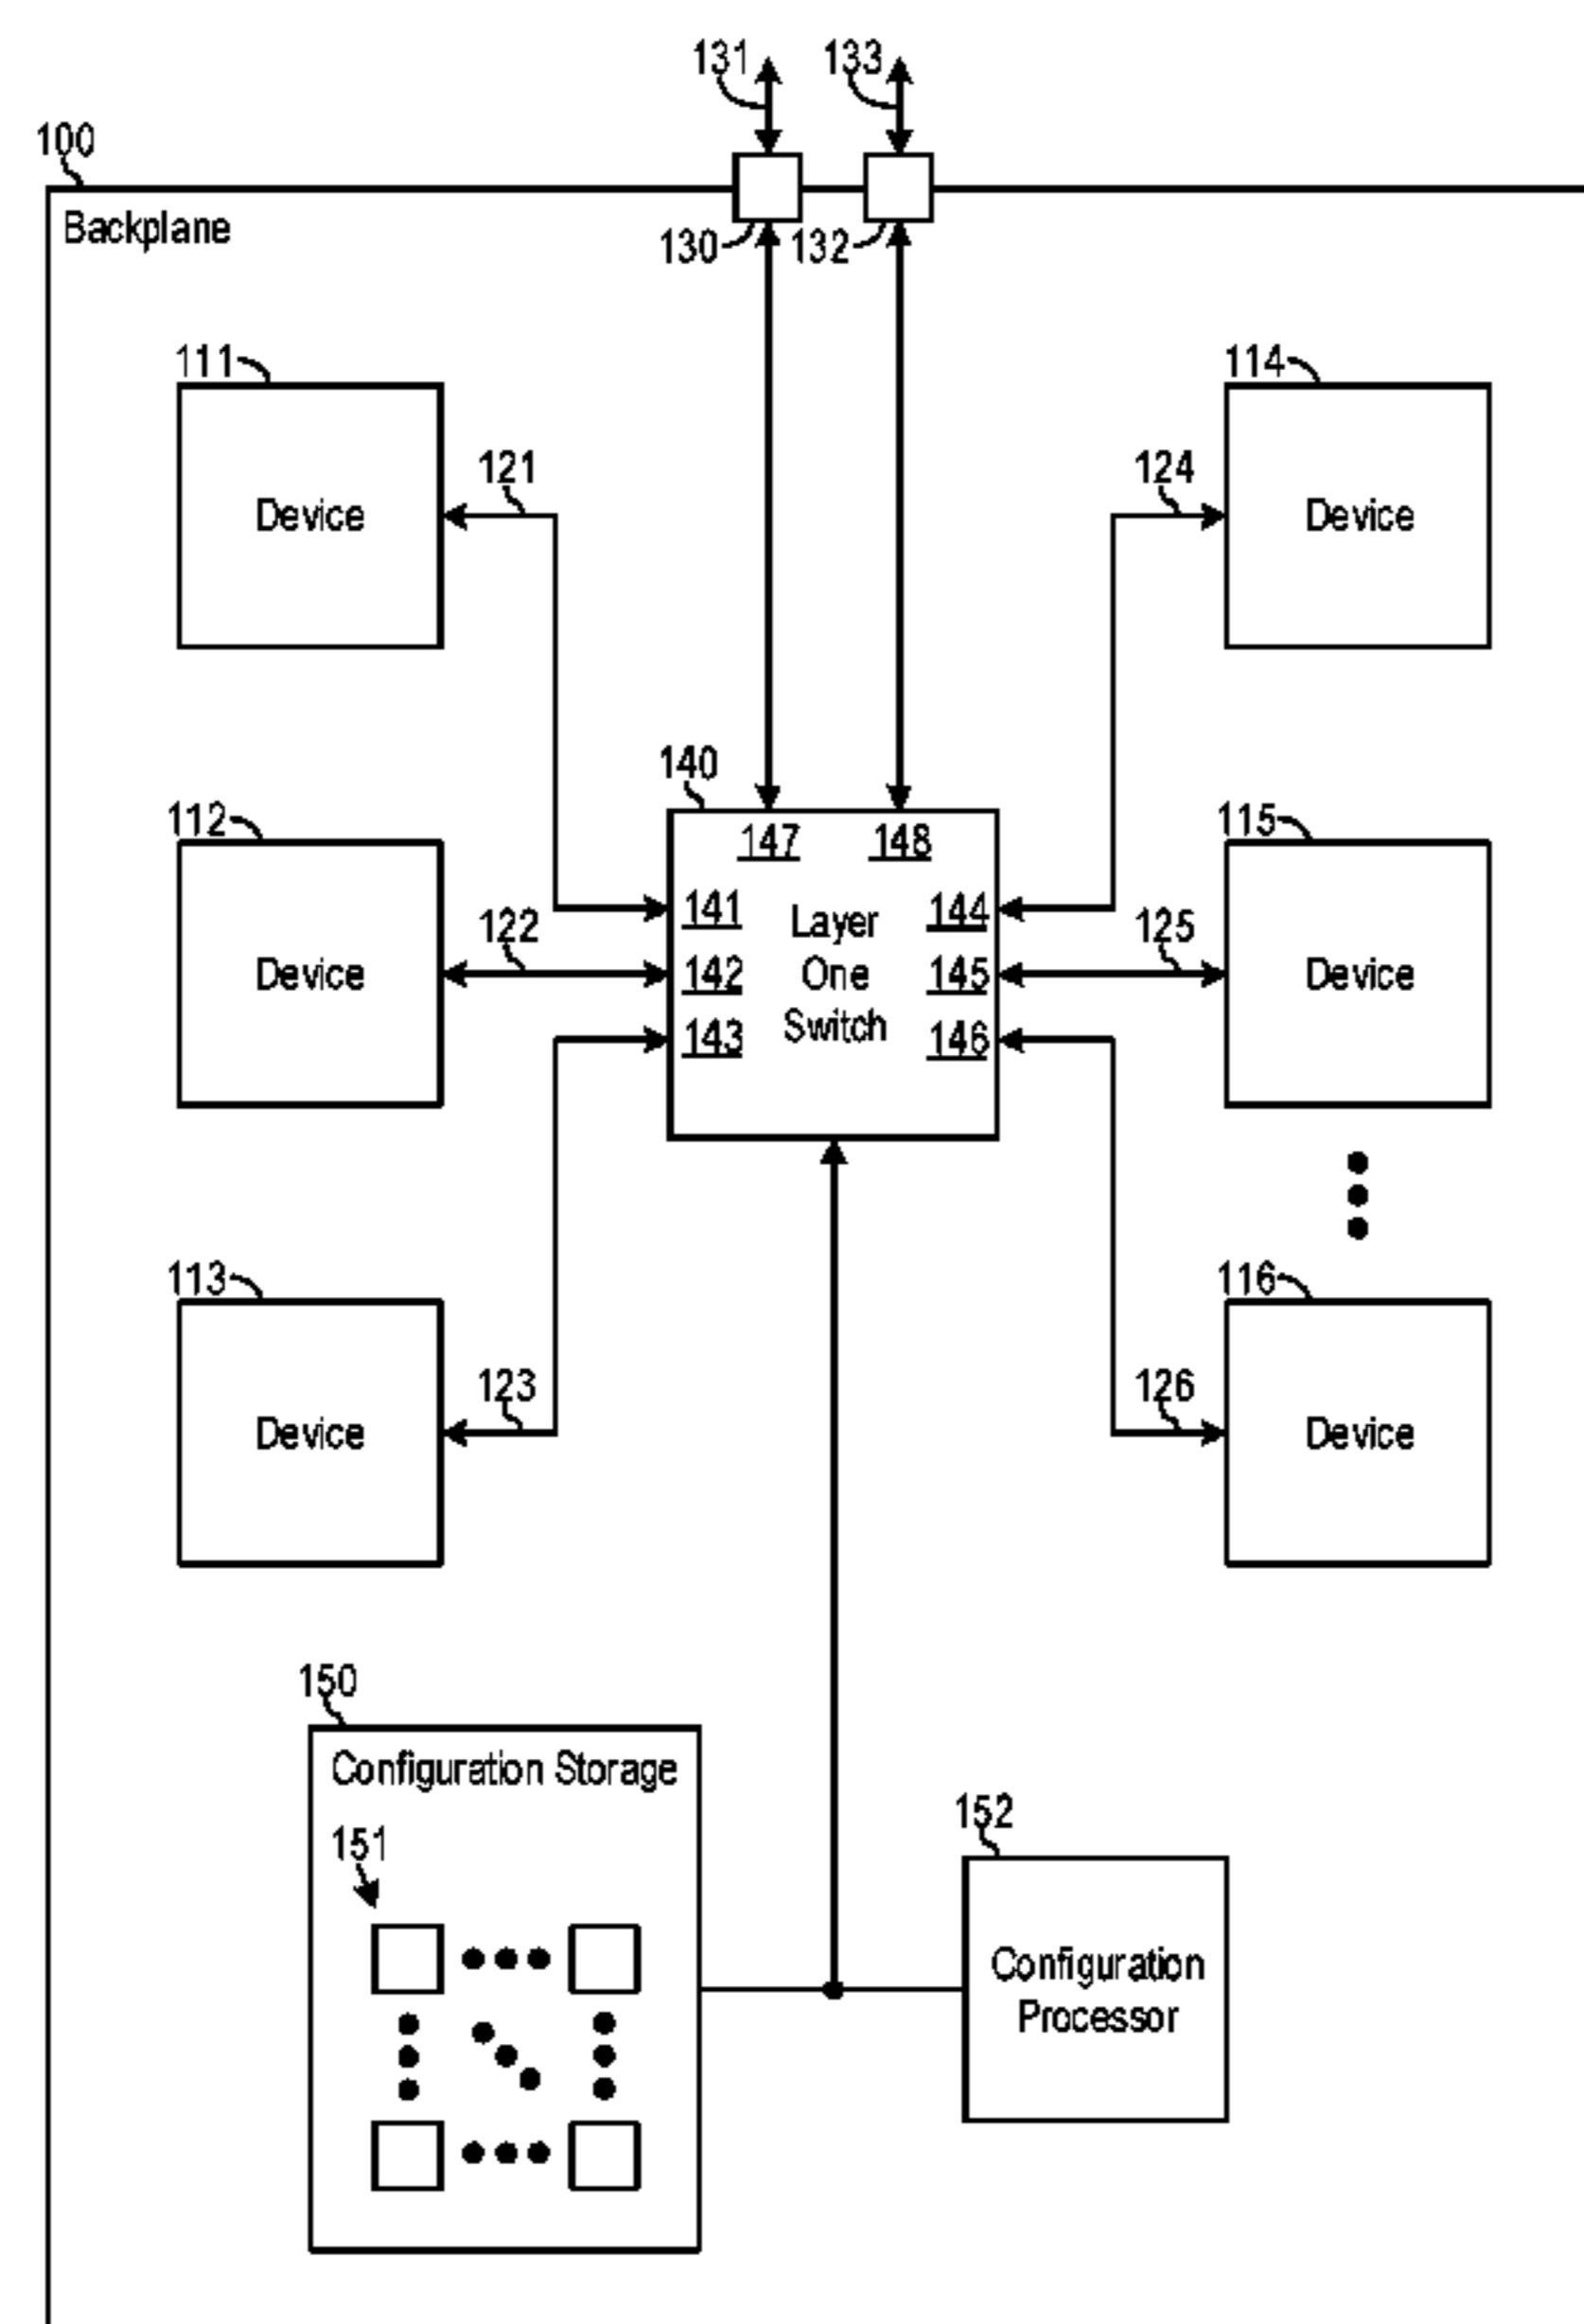 131
133
100
Backplane
130
132
111
114
121
124
Device
Device
140
112
147
148
115
141
Layer
144
122
125
Device
142
One
145
Device
143
Switch
146
113
116
123
126
Device
Device
150
Configuration Storage
152
151
Configuration
Processor